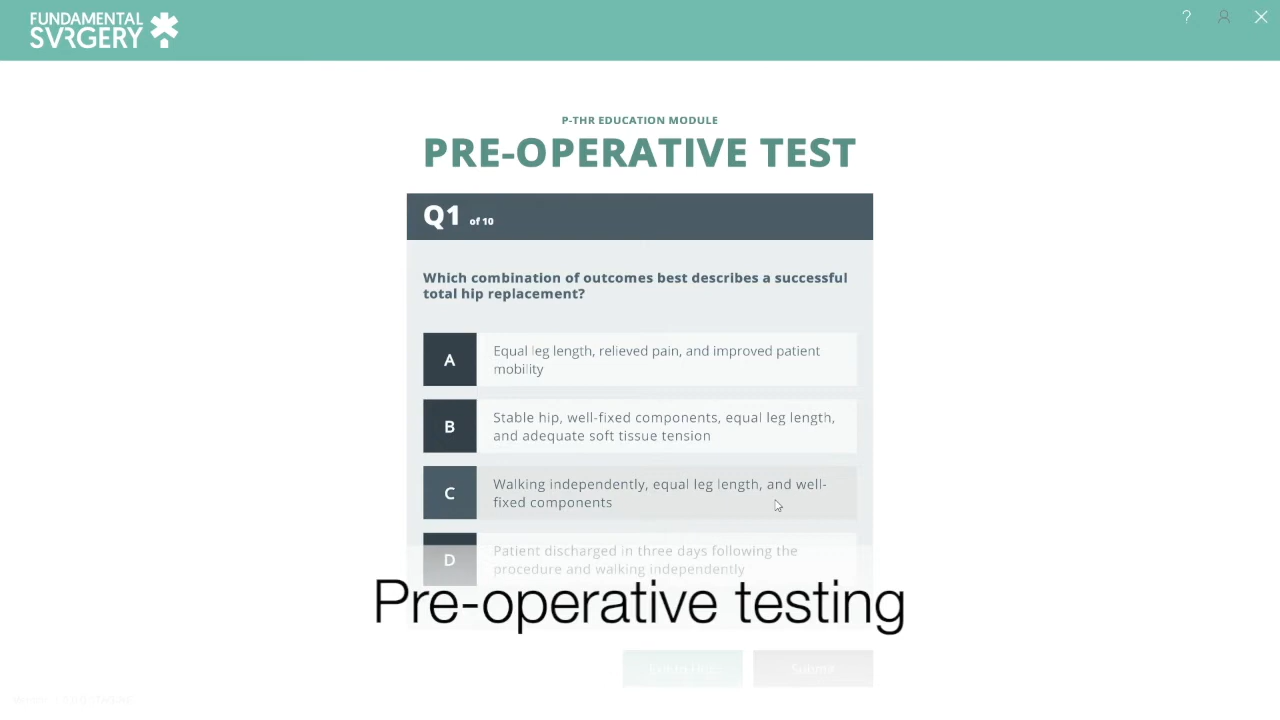 FUNDAMENTAL
SVRGERY
?
P-THR EDUCATION MODULE
PRE-OPERATIVE TEST
Q1 of 10
Which combination of outcomes best describes a successful
total hip replacement?
A
Equal leg length, relieved pain, and improved patient
mobility
B
Stable hip, well-fixed components, equal leg length,
and adequate soft tissue tension
C
Walking independently, equal leg length, and well-
fixed components
D
Patient discharged in three days following the
procedure and walking independently
Pre-operative testing
Submit